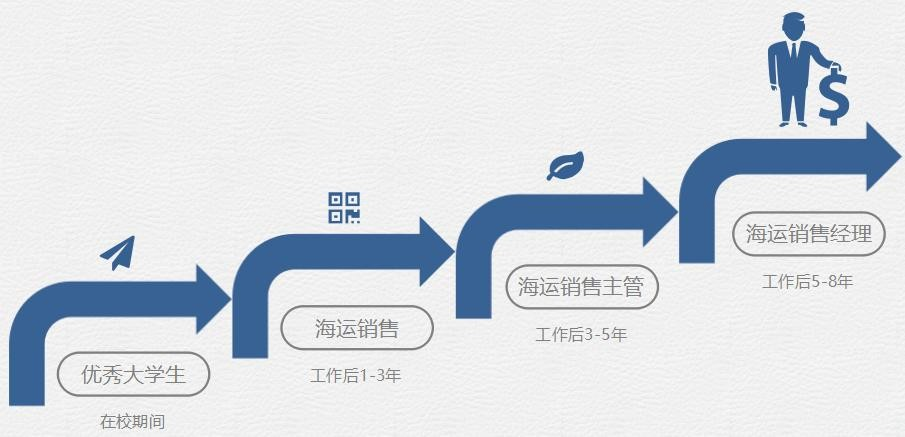 优秀大学生
在校期间
海运销售
工作后1-3年
海运销售主管
工作后3-5年
海运销售经理
工作后5-8年